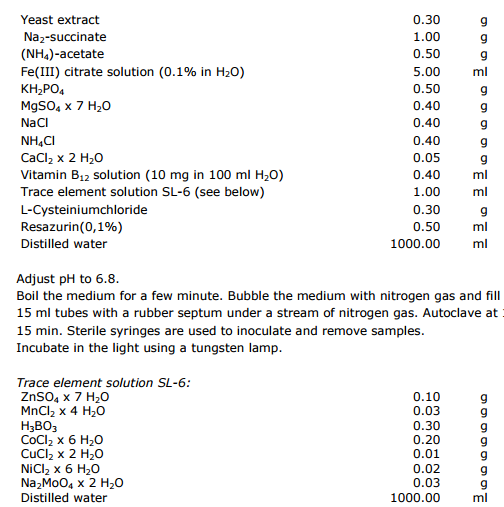 Yeast extract 0.30 g
Na₂-succinate 1.00 g
(NH₄)-acetate 0.50 g
Fe(III) citrate solution (0.1% in H₂O) 5.00 ml
KH₂PO₄ 0.50 g
MgSO₄ x 7 H₂O 0.40 g
NaCl 0.40 g
NH₄Cl 0.40 g
CaCl₂ x 2 H₂O 0.05 g
Vitamin B₁₂ solution (10 mg in 100 ml H₂O) 0.40 ml
Trace element solution SL-6 (see below) 1.00 ml
L-Cysteiniumchloride 0.30 g
Resazurin(0,1%) 0.50 ml
Distilled water 1000.00 ml
Adjust pH to 6.8.
Boil the medium for a few minute. Bubble the medium with nitrogen gas and fill
15 ml tubes with a rubber septum under a stream of nitrogen gas. Autoclave at
15 min. Sterile syringes are used to inoculate and remove samples.
Incubate in the light using a tungsten lamp.
Trace element solution SL-6:
ZnSO₄ x 7 H₂O 0.10 g
MnCl₂ x 4 H₂O 0.03 g
H₃BO₃ 0.30 g
CoCl₂ x 6 H₂O 0.20 g
CuCl₂ x 2 H₂O 0.01 g
NiCl₂ x 6 H₂O 0.02 g
Na₂MoO₄ x 2 H₂O 0.03 g
Distilled water 1000.00 ml